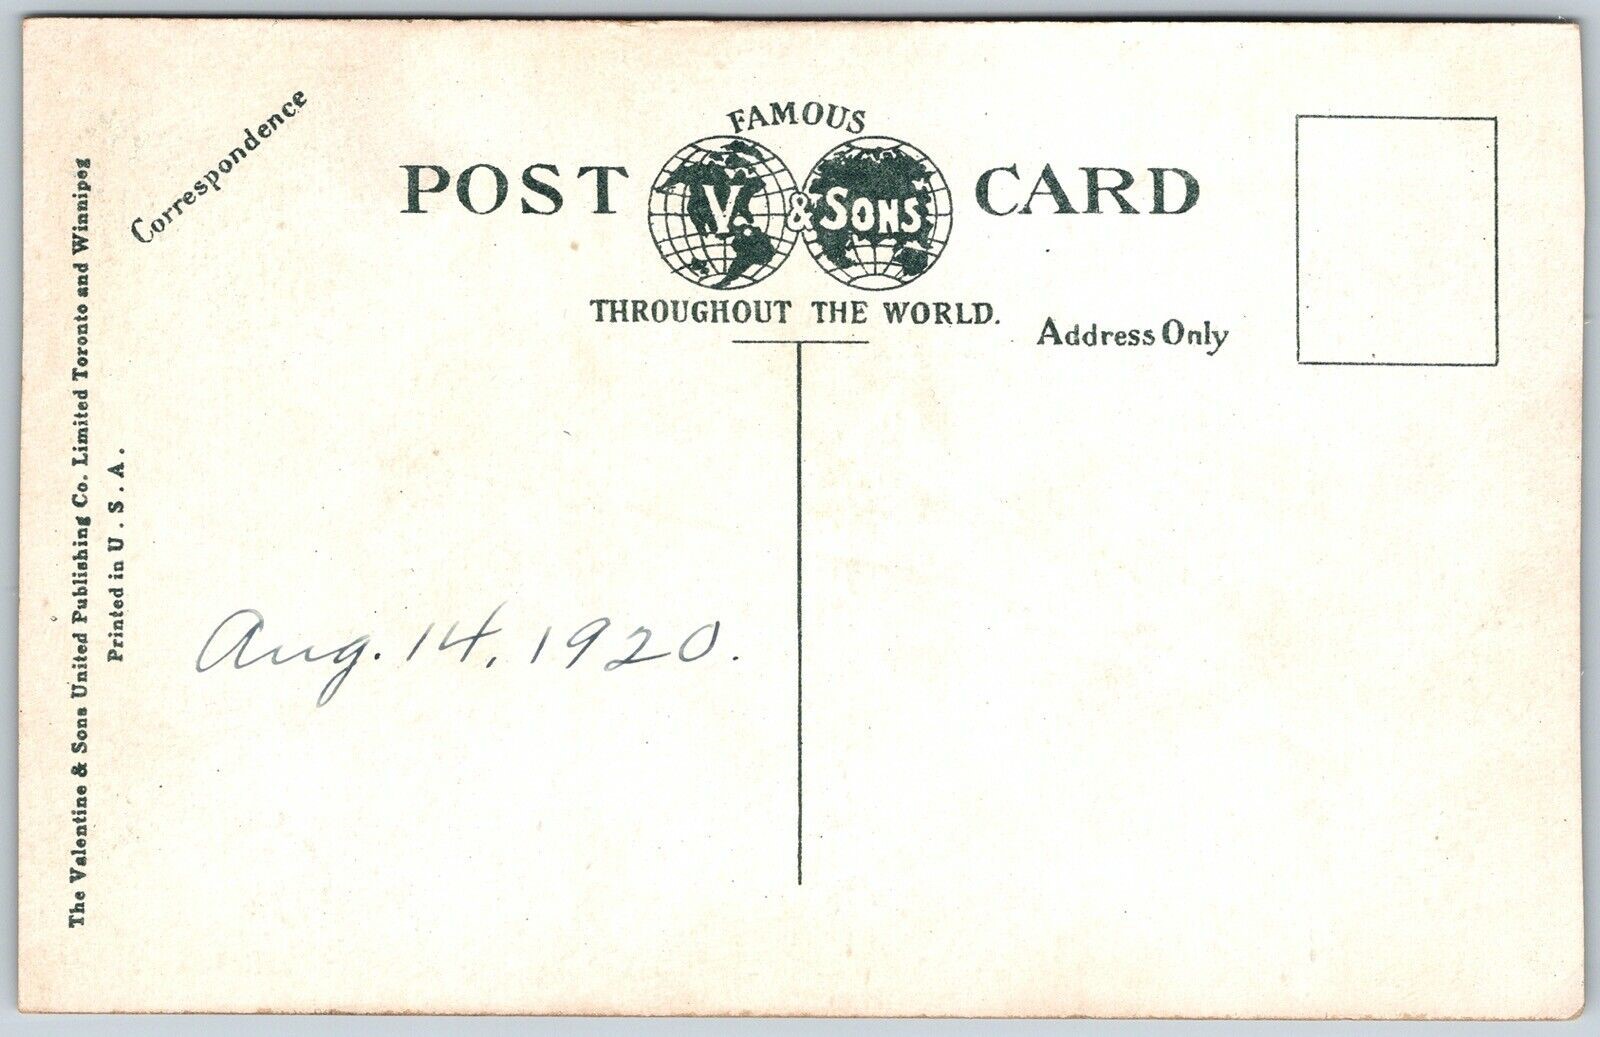 The Valentine & Sons United Publishing Co. Limited Toronto and Winnipeg
Printed in U. S. A.
Correspondence
FAMOUS
POST V. & SONS CARD
THROUGHOUT THE WORLD.
Address Only
Aug. 14, 1920.